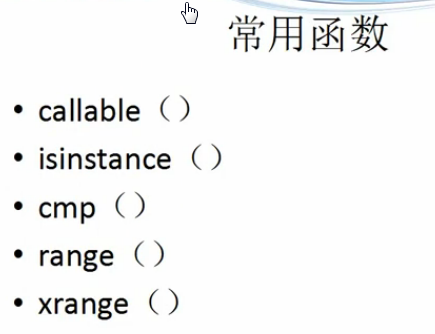 常用函数
• callable（）
• isinstance（）
• cmp（）
• range（）
• xrange（）